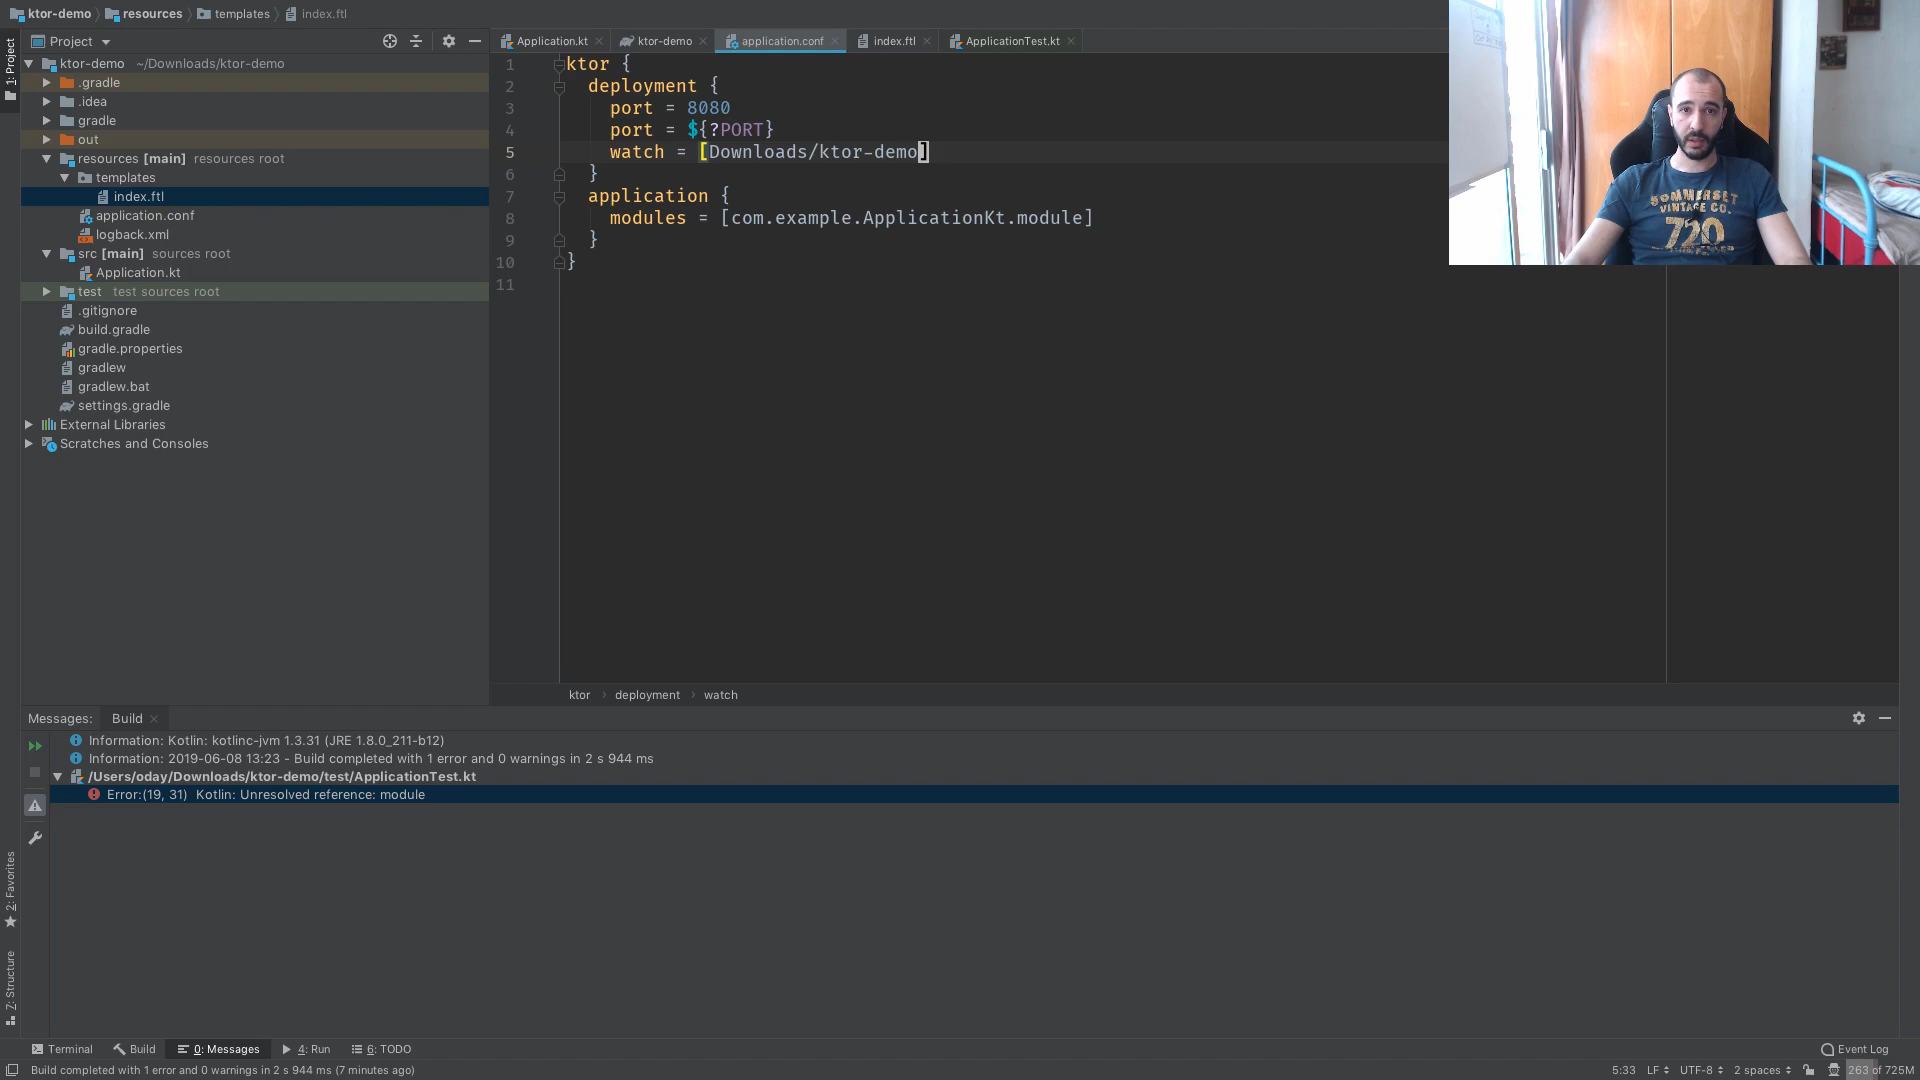 ktor-demo resources templates index.ftl
1: Project
Project
Application.kt ktor-demo application.conf index.ftl ApplicationTest.kt
ktor-demo ~/Downloads/ktor-demo
.gradle
.idea
gradle
out
resources [main] resources root
templates
index.ftl
application.conf
logback.xml
src [main] sources root
Application.kt
test test sources root
.gitignore
build.gradle
gradle.properties
gradlew
gradlew.bat
settings.gradle
External Libraries
Scratches and Consoles
1 ktor {
2 deployment {
3 port = 8080
4 port = ${?PORT}
5 watch = [Downloads/ktor-demo]
6 }
7 application {
8 modules = [com.example.ApplicationKt.module]
9 }
10 }
11
ktor deployment watch
SOMMERSET
VINTAGE CO.
720
Messages: Build
Information: Kotlin: kotlinc-jvm 1.3.31 (JRE 1.8.0_211-b12)
Information: 2019-06-08 13:23 - Build completed with 1 error and 0 warnings in 2 s 944 ms
/Users/oday/Downloads/ktor-demo/test/ApplicationTest.kt
Error:(19, 31) Kotlin: Unresolved reference: module
2: Favorites
Z: Structure
Terminal Build 0: Messages 4: Run 6: TODO Event Log
Build completed with 1 error and 0 warnings in 2 s 944 ms (7 minutes ago) 5:33 LF UTF-8 2 spaces 263 of 725M